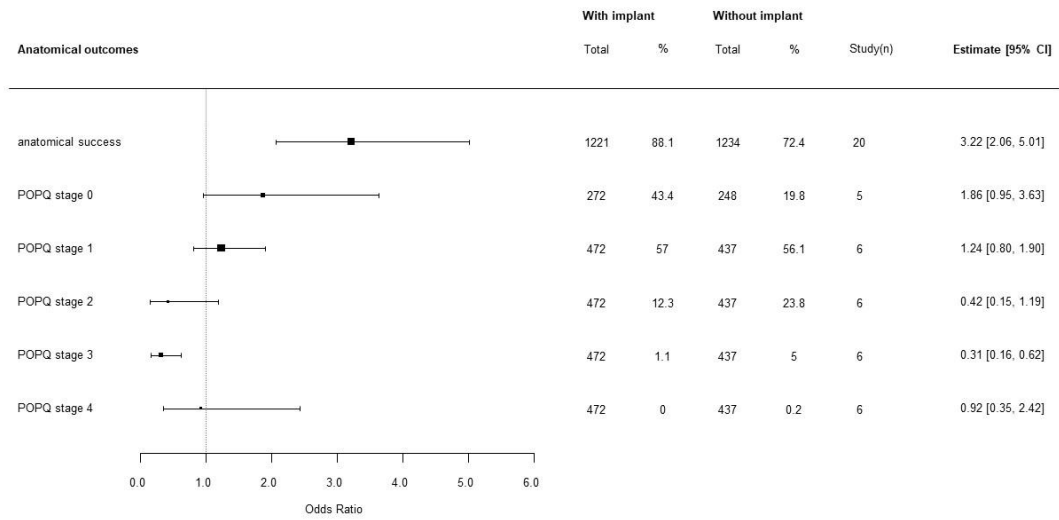 With implant Without implant
Anatomical outcomes Total % Total % Study(n) Estimate [95% CI]
anatomical success 1221 88.1 1234 72.4 20 3.22 [2.06, 5.01]
POPQ stage 0 272 43.4 248 19.8 5 1.86 [0.95, 3.63]
POPQ stage 1 472 57 437 56.1 6 1.24 [0.80, 1.90]
POPQ stage 2 472 12.3 437 23.8 6 0.42 [0.15, 1.19]
POPQ stage 3 472 1.1 437 5 6 0.31 [0.16, 0.62]
POPQ stage 4 472 0 437 0.2 6 0.92 [0.35, 2.42]
0.0 1.0 2.0 3.0 4.0 5.0 6.0
Odds Ratio